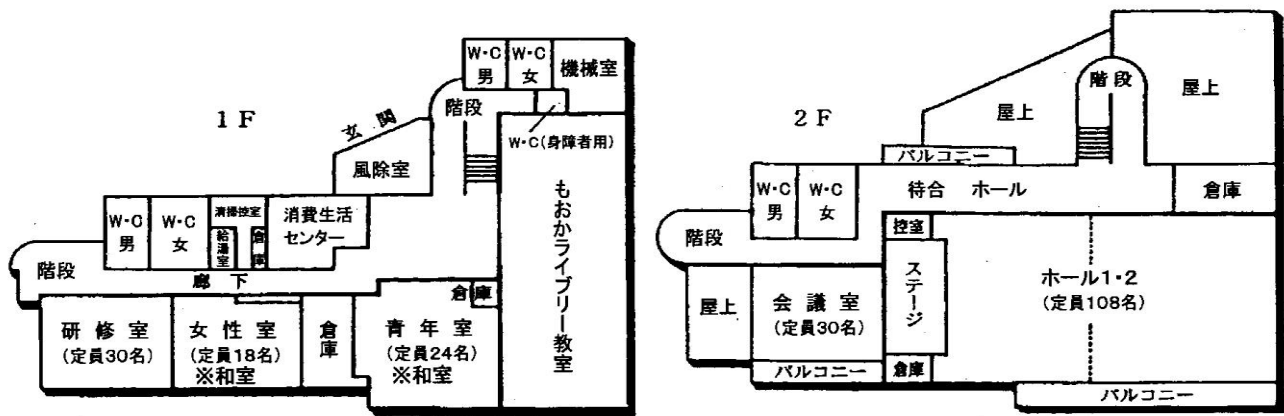 1F
W・C
男
W・C
女
機械室
階段
W・C(身障者用)
玄関
風除室
もおかライブリー教室
W・C
男
W・C
女
清掃控室
給湯室
倉庫
消費生活
センター
階段
廊下
研修室
(定員30名)
女性室
(定員18名)
※和室
倉庫
青年室
(定員24名)
※和室
倉庫
2F
屋上
階段
屋上
バルコニー
W・C
男
W・C
女
待合 ホール
倉庫
階段
控室
ステージ
ホール1・2
(定員108名)
屋上
会議室
(定員30名)
バルコニー
倉庫
バルコニー